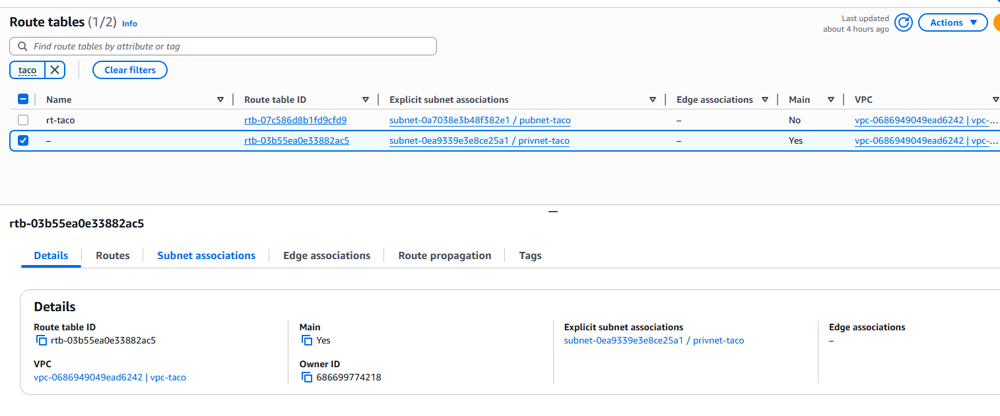 Route tables (1/2) Info
Last updated
about 4 hours ago
Actions
Find route tables by attribute or tag
taco
Clear filters
Name Route table ID Explicit subnet associations Edge associations Main VPC
rt-taco rtb-07c586d8b1fd9cfd9 subnet-0a7038e3b48f382e1 / pubnet-taco – No vpc-0686949049ead6242 | vpc-...
– rtb-03b55ea0e33882ac5 subnet-0ea9339e3e8ce25a1 / privnet-taco – Yes vpc-0686949049ead6242 | vpc-...
rtb-03b55ea0e33882ac5
Details Routes Subnet associations Edge associations Route propagation Tags
Details
Route table ID
rtb-03b55ea0e33882ac5
Main
Yes
Explicit subnet associations
subnet-0ea9339e3e8ce25a1 / privnet-taco
Edge associations
–
VPC
vpc-0686949049ead6242 | vpc-taco
Owner ID
686699774218